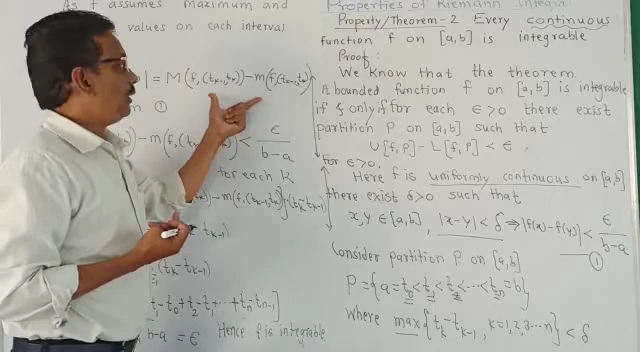 As f assumes maximum and
values on each interval
| = M(f,(tk-1,tk)) - m(f,(tk-1,tk))
①
) - m(f,(tk-1 < ε/(b-a)
for each K
) - m(f,(tk-1,tk)}(tk-tk-1)
tk-1)
(tk-tk-1)
t1-t0+t2-t1+...+tn-tn-1]
b-a = ε Hence f is integrable
Properties of Riemann Integra
Property/Theorem-2 Every continuous
function f on [a,b] is integrable
Proof:
We know that the
A bounded function f on [a,b] is integrable
if & only if for each ε>0 there exist
partition P on [a,b] such that
U[f,P] - L[f,P] < ε
For ε>0,
Here f is uniformly continuous on [a,b]
there exist δ>0 such that
x,y ∈ [a,b], |x-y|<δ ⇒ |f(x)-f(y)| < ε/(b-a)
①
Consider partition P on [a,b]
P = {a=t0<t1<t2<...<tn=b}
where max{tk-tk-1, k=1,2,3...n} < δ